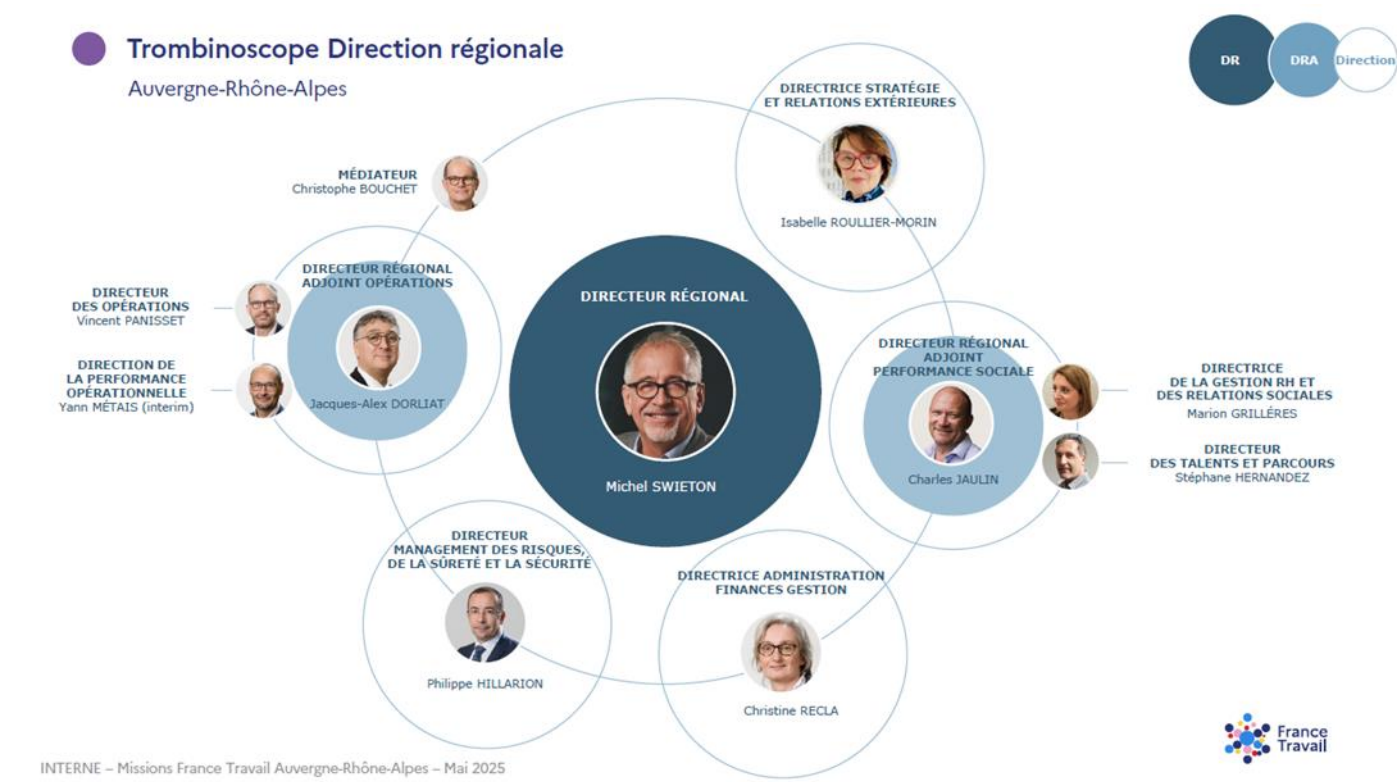 Trombinoscope Direction régionale
Auvergne-Rhône-Alpes
DR
DRA
Direction
DIRECTRICE STRATÉGIE
ET RELATIONS EXTÉRIEURES
Isabelle ROULLIER-MORIN
MÉDIATEUR
Christophe BOUCHET
DIRECTEUR RÉGIONAL
ADJOINT OPÉRATIONS
Jacques-Alex DORLIAT
DIRECTEUR
DES OPÉRATIONS
Vincent PANISSET
DIRECTION DE
LA PERFORMANCE
OPÉRATIONNELLE
Yann MÉTAIS (interim)
DIRECTEUR RÉGIONAL
Michel SWIETON
DIRECTEUR RÉGIONAL
ADJOINT
PERFORMANCE SOCIALE
Charles JAULIN
DIRECTRICE
DE LA GESTION RH ET
DES RELATIONS SOCIALES
Marion GRILLÉRES
DIRECTEUR
DES TALENTS ET PARCOURS
Stéphane HERNANDEZ
DIRECTEUR
MANAGEMENT DES RISQUES,
DE LA SÛRETÉ ET LA SÉCURITÉ
Philippe HILLARION
DIRECTRICE ADMINISTRATION
FINANCES GESTION
Christine RECLA
France
Travail
INTERNE – Missions France Travail Auvergne-Rhône-Alpes – Mai 2025